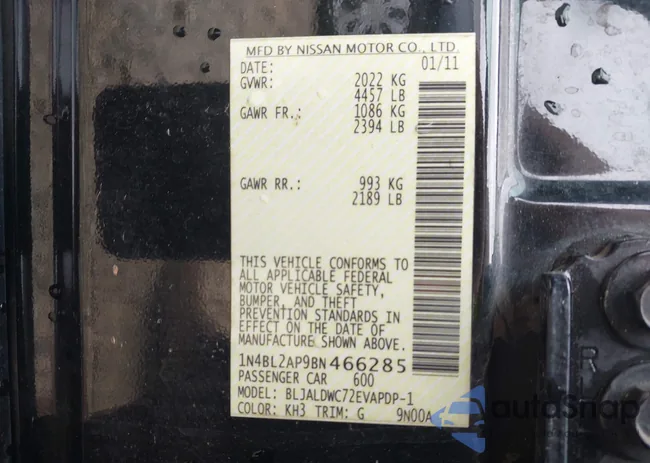 MFD BY NISSAN MOTOR CO., LTD.
DATE: 01/11
GVWR: 2022 KG
4457 LB
GAWR FR.: 1086 KG
2394 LB
GAWR RR.: 993 KG
2189 LB
THIS VEHICLE CONFORMS TO
ALL APPLICABLE FEDERAL
MOTOR VEHICLE SAFETY,
BUMPER, AND THEFT
PREVENTION STANDARDS IN
EFFECT ON THE DATE OF
MANUFACTURE SHOWN ABOVE.
1N4BL2AP9BN466285
PASSENGER CAR 600
MODEL: BLJALDWC72EVAPDP-1
COLOR: KH3 TRIM: G 9N00A
autoSnap
R